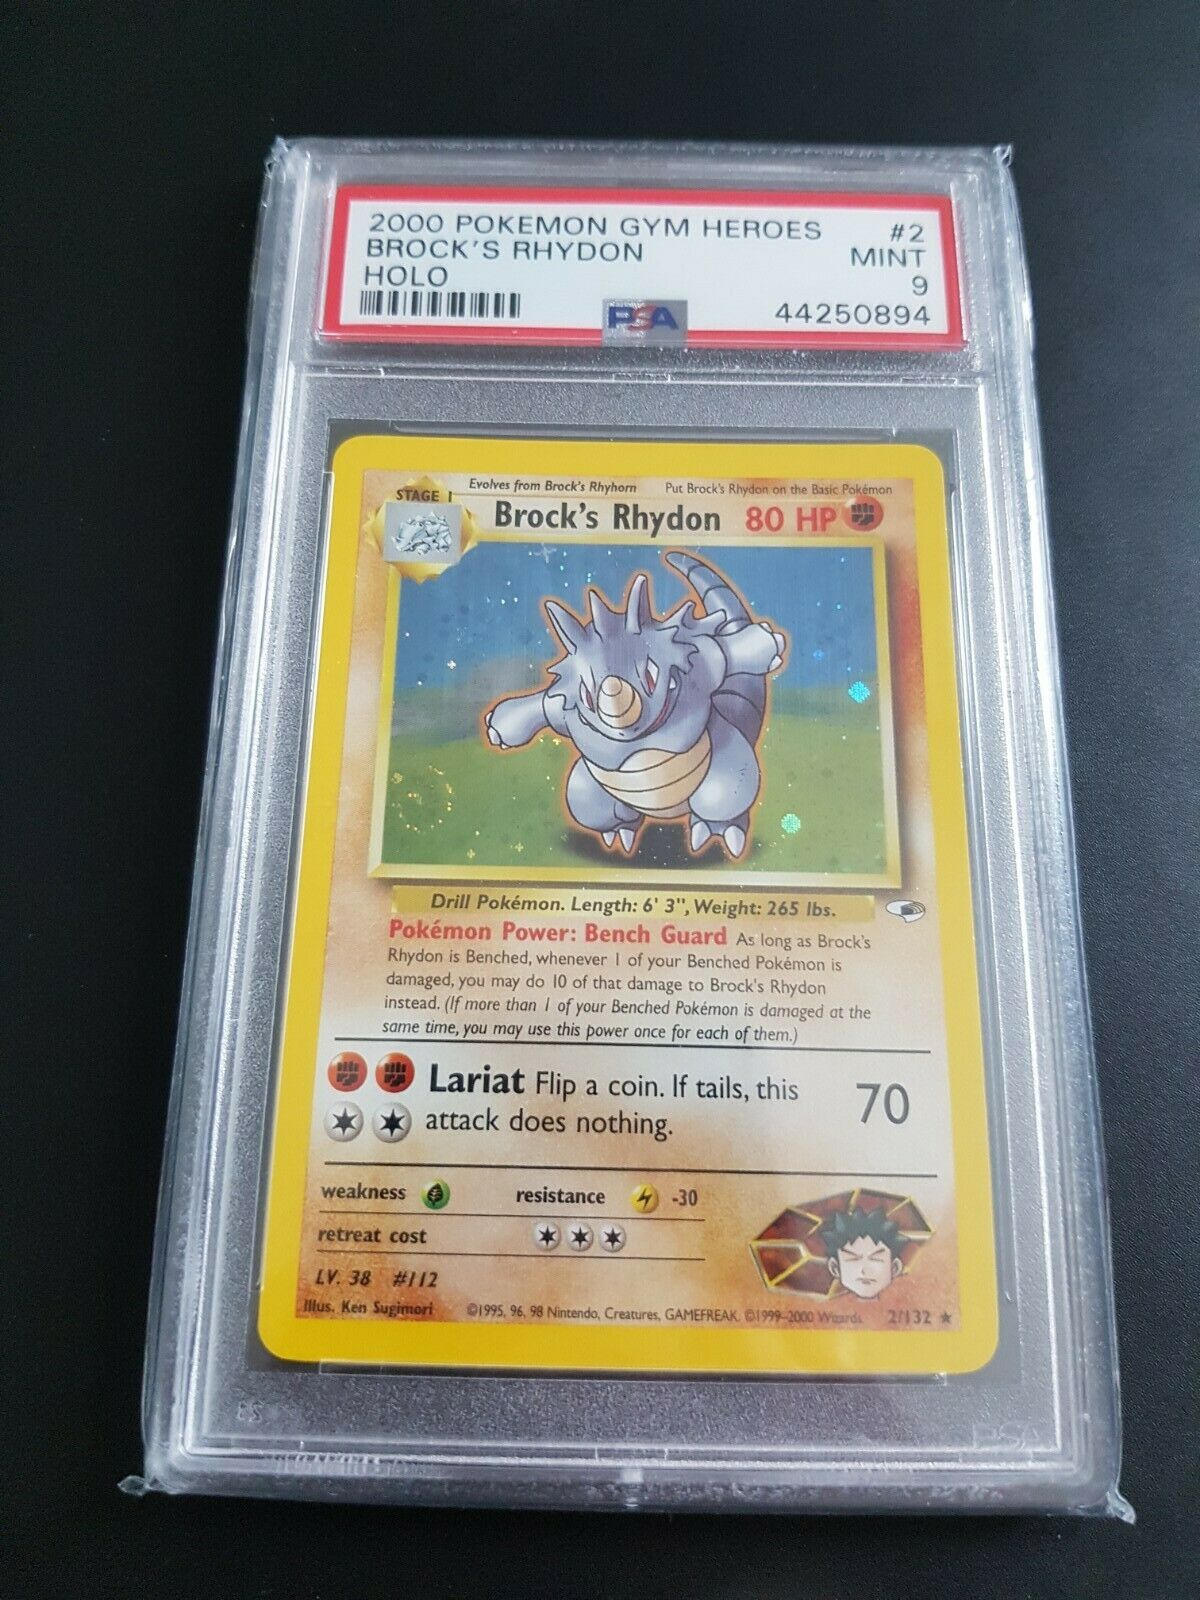 2000 POKEMON GYM HEROES #2
BROCK'S RHYDON MINT
HOLO 9
PSA 44250894
Evolves from Brock's Rhyhorn Put Brock's Rhydon on the Basic Pokémon
STAGE 1
Brock's Rhydon 80 HP
Drill Pokémon. Length: 6' 3", Weight: 265 lbs.
Pokémon Power: Bench Guard As long as Brock's
Rhydon is Benched, whenever 1 of your Benched Pokémon is
damaged, you may do 10 of that damage to Brock's Rhydon
instead. (If more than 1 of your Benched Pokémon is damaged at the
same time, you may use this power once for each of them.)
Lariat Flip a coin. If tails, this
attack does nothing.
70
weakness resistance -30
retreat cost
LV. 38 #112
Illus. Ken Sugimori ©1995, 96, 98 Nintendo, Creatures, GAMEFREAK. ©1999-2000 Wizards. 2/132 ★
PSA